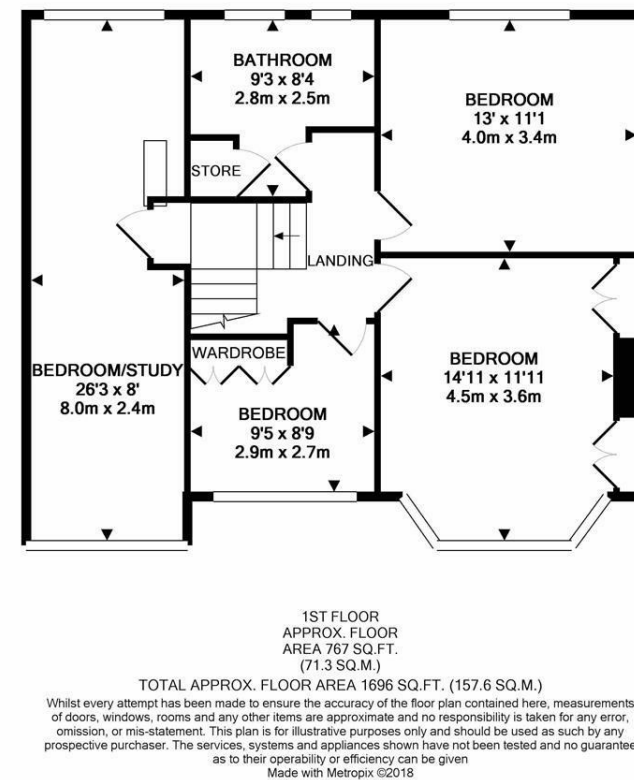 BATHROOM
9'3 x 8'4
2.8m x 2.5m
BEDROOM
13' x 11'1
4.0m x 3.4m
STORE
LANDING
BEDROOM/STUDY
26'3 x 8'
8.0m x 2.4m
WARDROBE
BEDROOM
9'5 x 8'9
2.9m x 2.7m
BEDROOM
14'11 x 11'11
4.5m x 3.6m
1ST FLOOR
APPROX. FLOOR
AREA 767 SQ.FT.
(71.3 SQ.M.)
TOTAL APPROX. FLOOR AREA 1696 SQ.FT. (157.6 SQ.M.)
Whilst every attempt has been made to ensure the accuracy of the floor plan contained here, measurements
of doors, windows, rooms and any other items are approximate and no responsibility is taken for any error,
omission, or mis-statement. This plan is for illustrative purposes only and should be used as such by any
prospective purchaser. The services, systems and appliances shown have not been tested and no guarantee
as to their operability or efficiency can be given
Made with Metropix ©2018